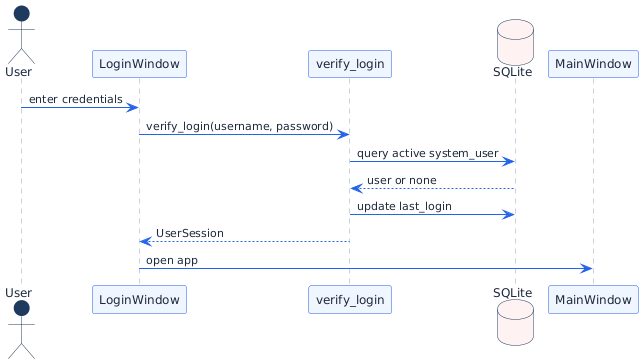 User
LoginWindow
verify_login
SQLite
MainWindow
enter credentials
verify_login(username, password)
query active system_user
user or none
update last_login
UserSession
open app
User
LoginWindow
verify_login
SQLite
MainWindow